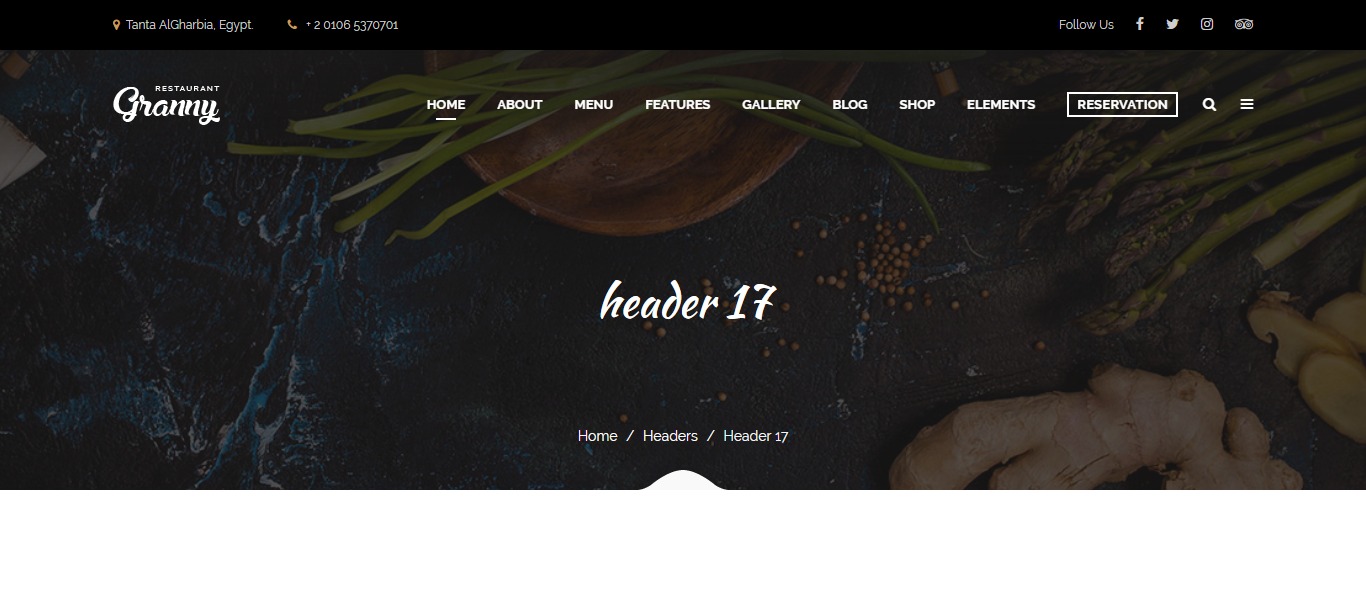 Tanta AlGharbia, Egypt. + 2 0106 5370701 Follow Us
RESTAURANT
Granny
HOME ABOUT MENU FEATURES GALLERY BLOG SHOP ELEMENTS RESERVATION
header 17
Home / Headers / Header 17